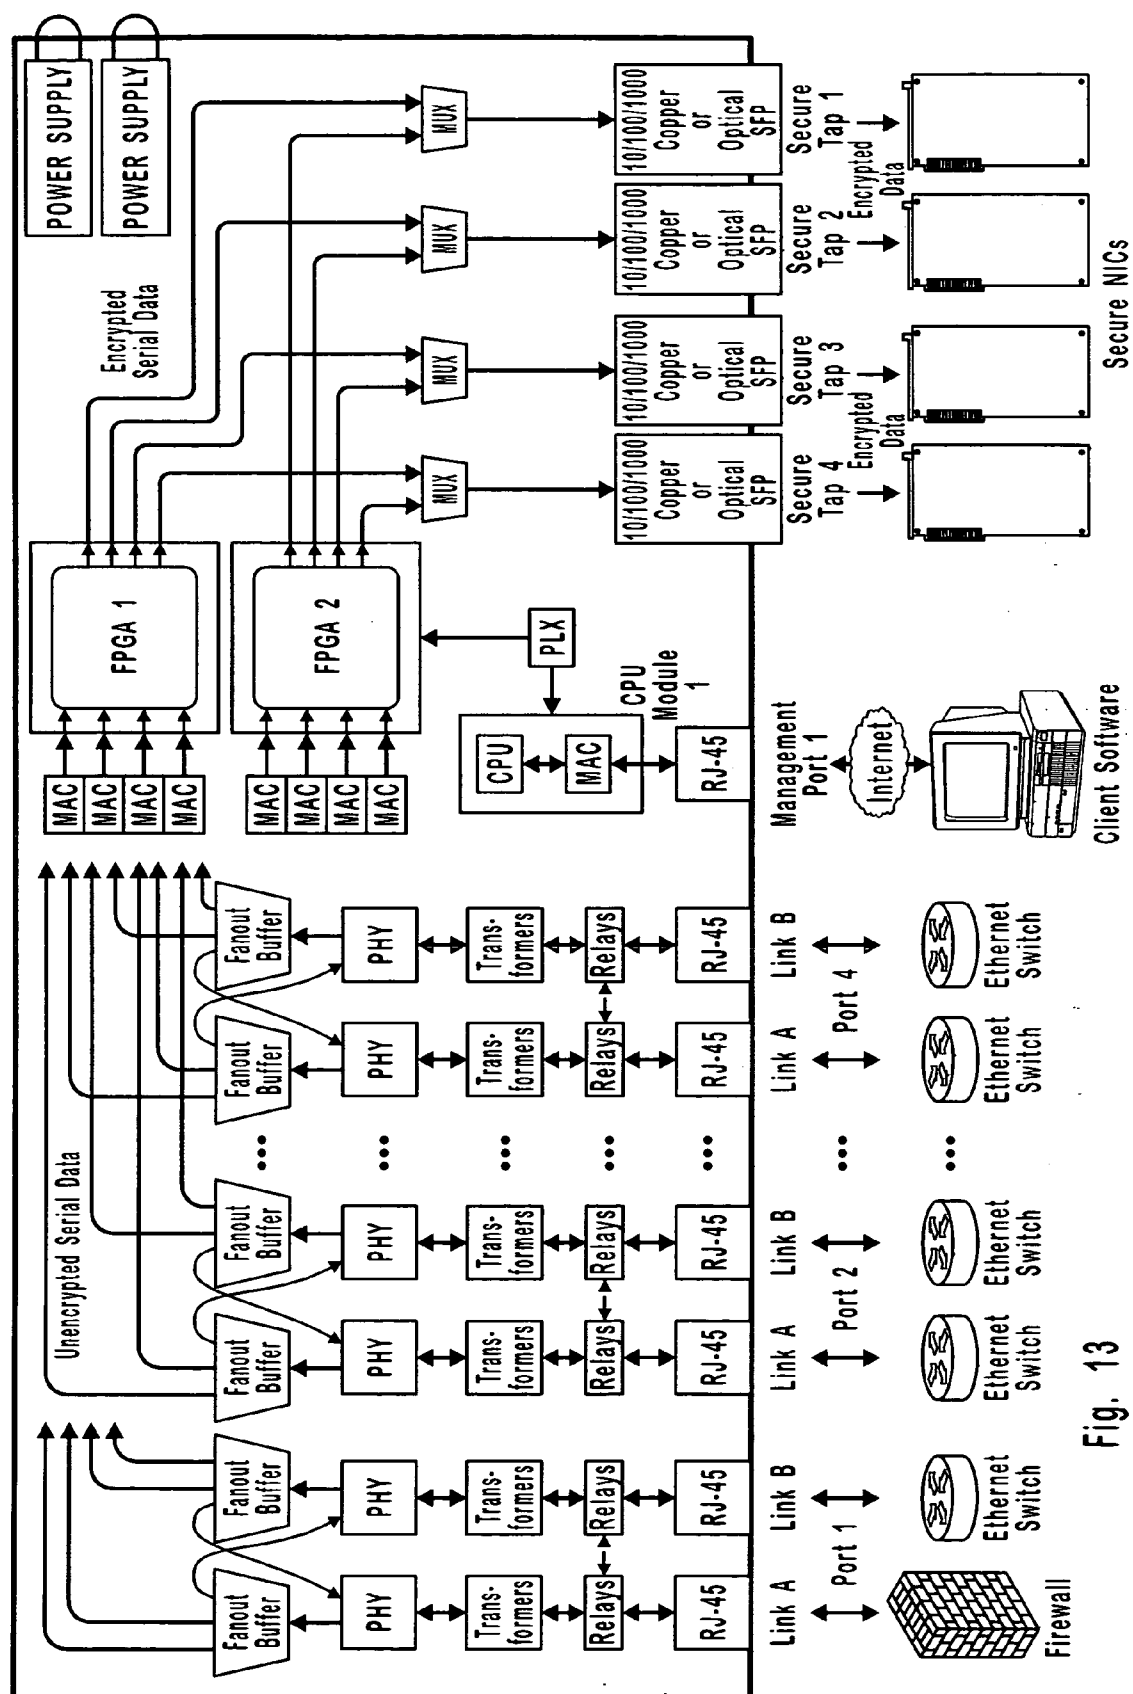 POWER SUPPLY
POWER SUPPLY
Unencrypted Serial Data
Encrypted
Serial Data
MAC
MAC
MAC
MAC
FPGA 1
MAC
MAC
MAC
MAC
FPGA 2
Fanout
Buffer
Fanout
Buffer
Fanout
Buffer
Fanout
Buffer
Fanout
Buffer
Fanout
Buffer
MUX
MUX
MUX
MUX
PHY
PHY
PHY
PHY
PHY
PHY
PLX
CPU
MAC
CPU
Module
1
Trans-
formers
Trans-
formers
Trans-
formers
Trans-
formers
Trans-
formers
Trans-
formers
Relays
Relays
Relays
Relays
Relays
Relays
RJ-45
RJ-45
RJ-45
RJ-45
RJ-45
RJ-45
RJ-45
10/100/1000
Copper
or
Optical
SFP
10/100/1000
Copper
or
Optical
SFP
10/100/1000
Copper
or
Optical
SFP
10/100/1000
Copper
or
Optical
SFP
Link A
Link B
Link A
Link B
Link A
Link B
Port 1
Port 2
Port 4
Management
Port 1
Secure
Tap 4
Secure
Tap 3
Secure
Tap 2
Secure
Tap 1
Encrypted
Data
Encrypted
Data
Internet
Firewall
Ethernet
Switch
Ethernet
Switch
Ethernet
Switch
Ethernet
Switch
Ethernet
Switch
Client Software
Secure NICs
Fig. 13